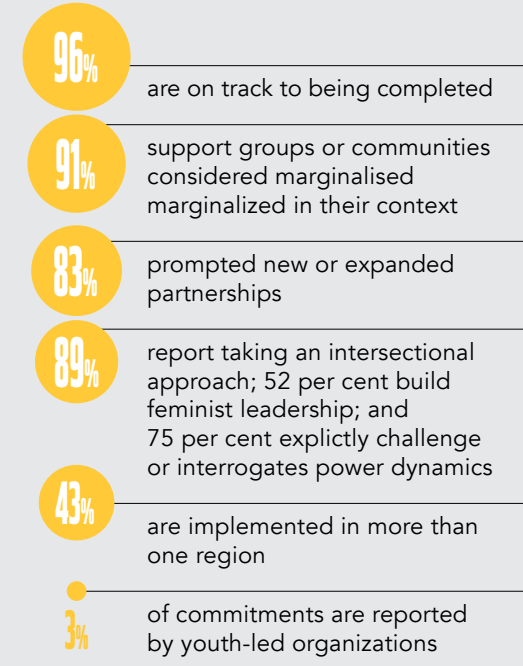 96%
are on track to being completed
91%
support groups or communities
considered marginalised
marginalized in their context
83%
prompted new or expanded
partnerships
89%
report taking an intersectional
approach; 52 per cent build
feminist leadership; and
75 per cent explictly challenge
or interrogates power dynamics
43%
are implemented in more than
one region
3%
of commitments are reported
by youth-led organizations